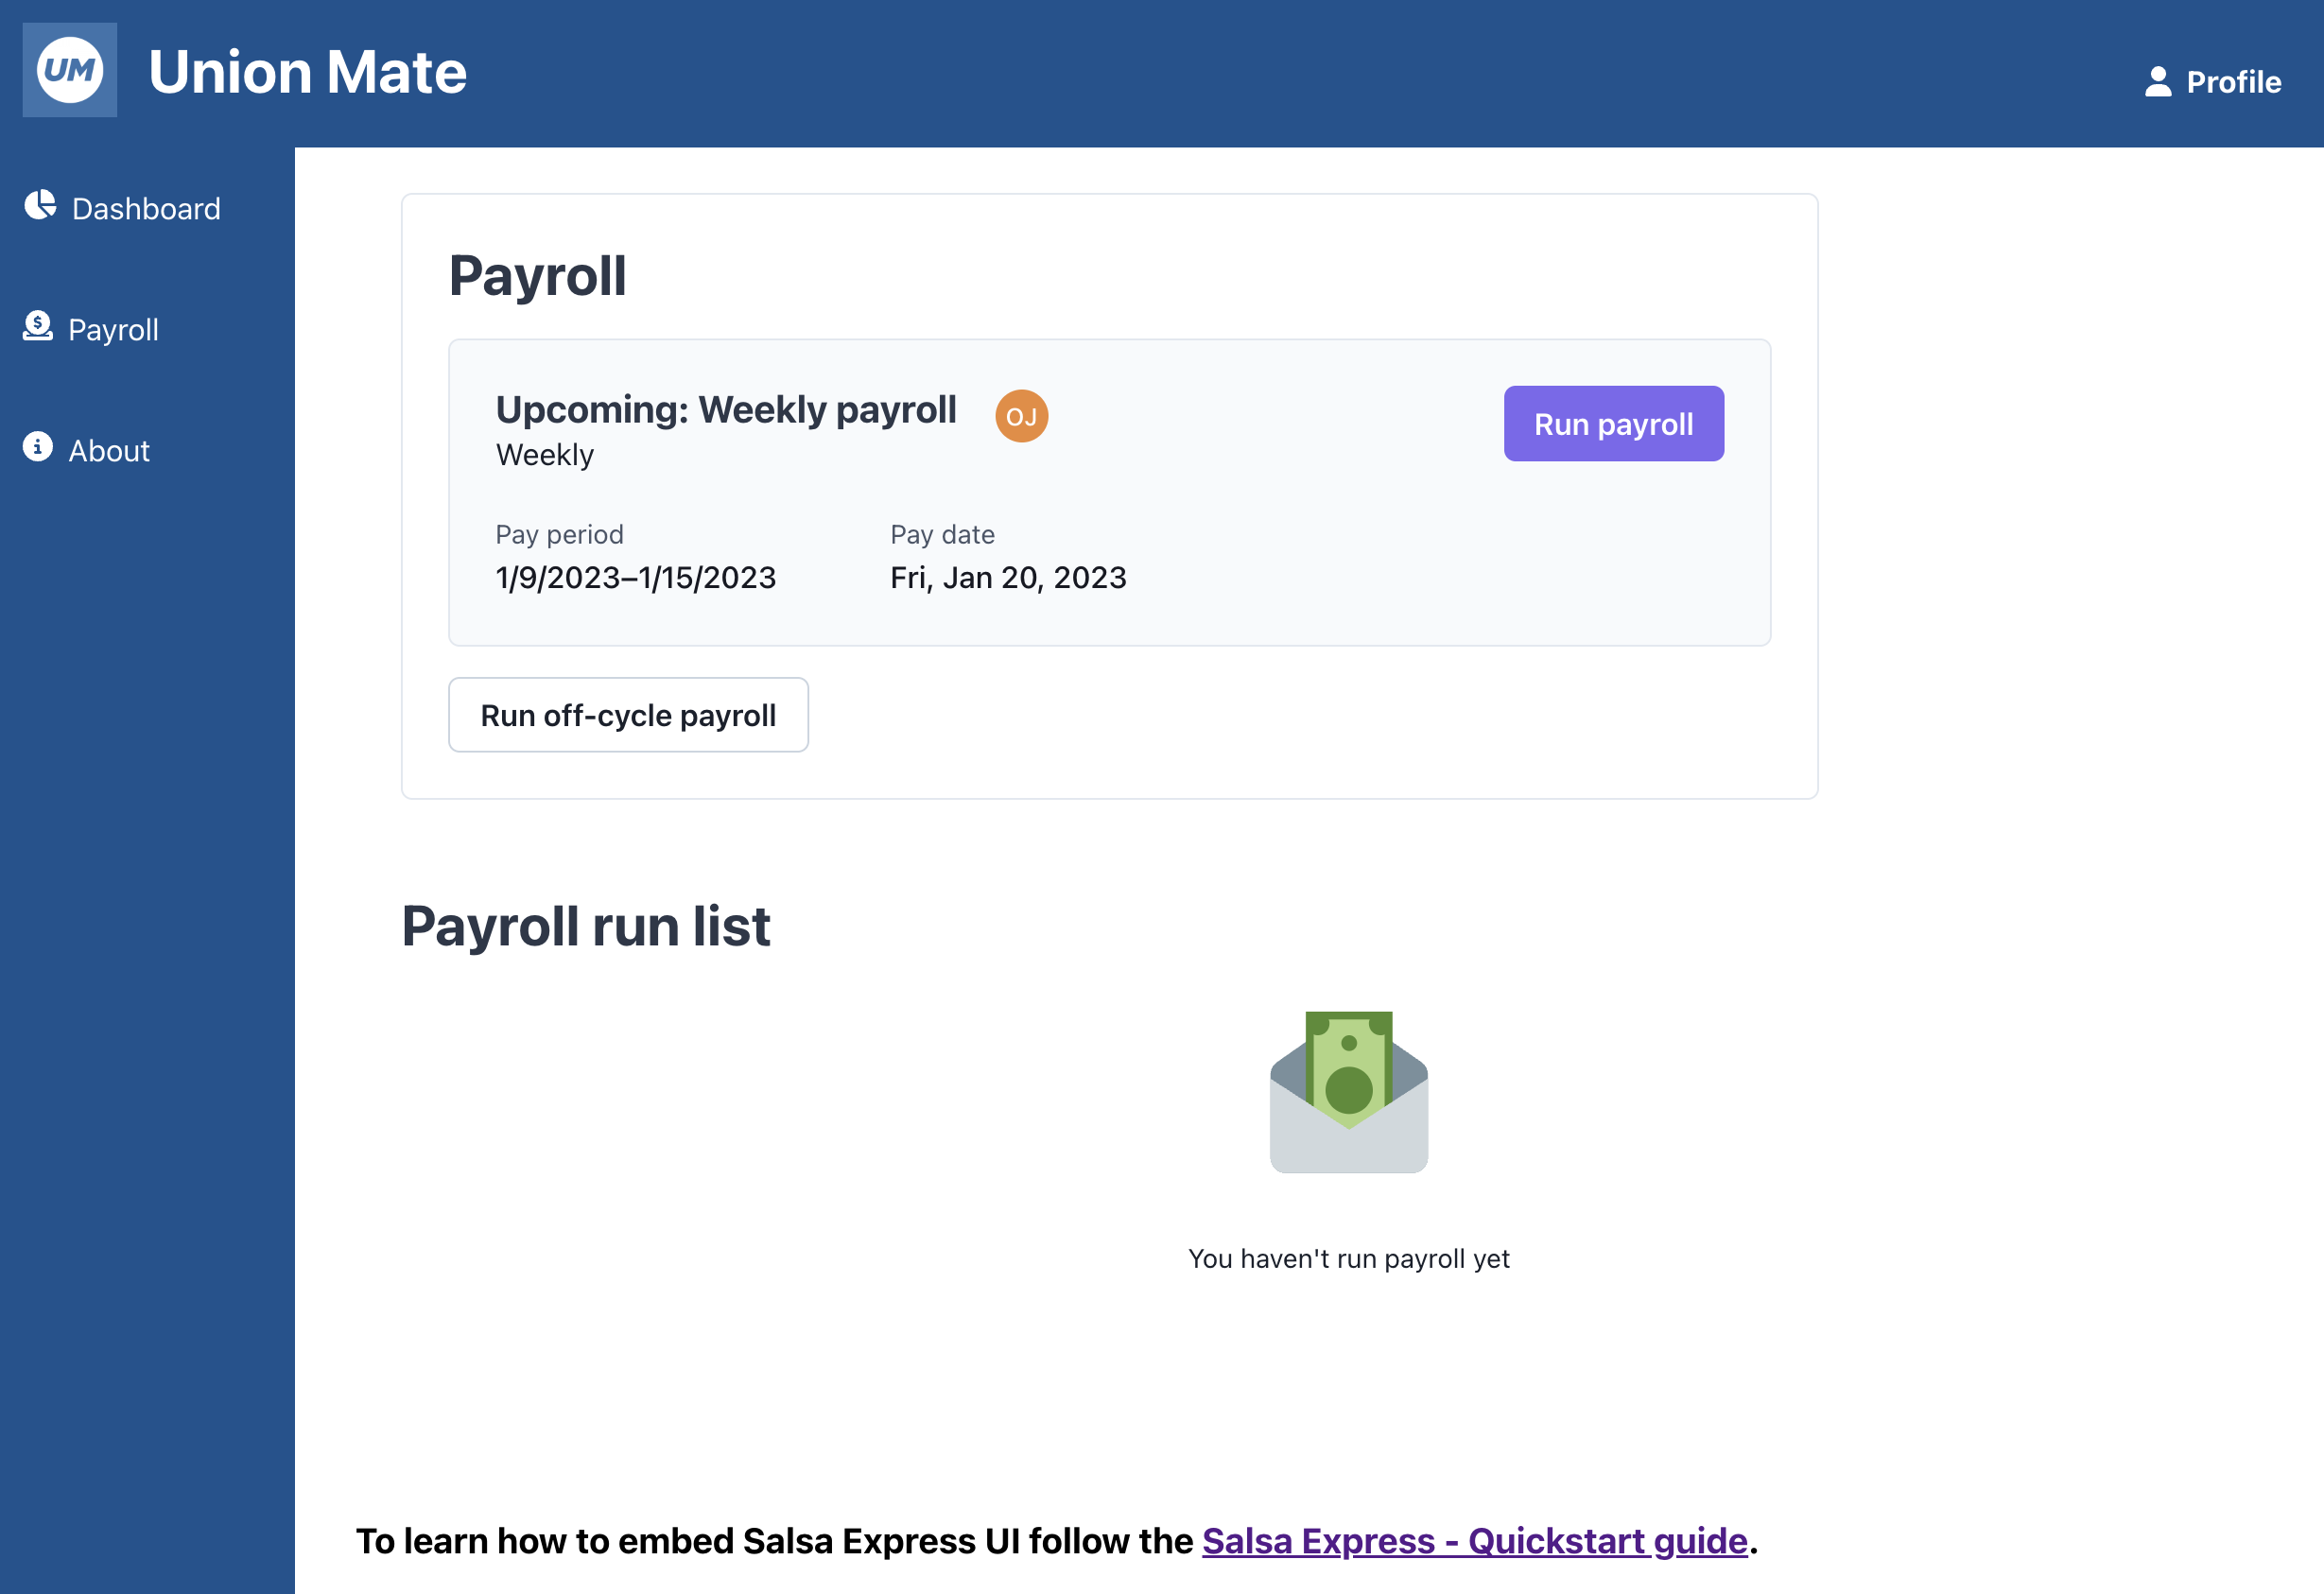 UM
Union Mate
Profile
Dashboard
Payroll
About
Payroll
Upcoming: Weekly payroll
OJ
Weekly
Run payroll
Pay period
Pay date
1/9/2023–1/15/2023
Fri, Jan 20, 2023
Run off-cycle payroll
Payroll run list
You haven't run payroll yet
To learn how to embed Salsa Express UI follow the Salsa Express - Quickstart guide.